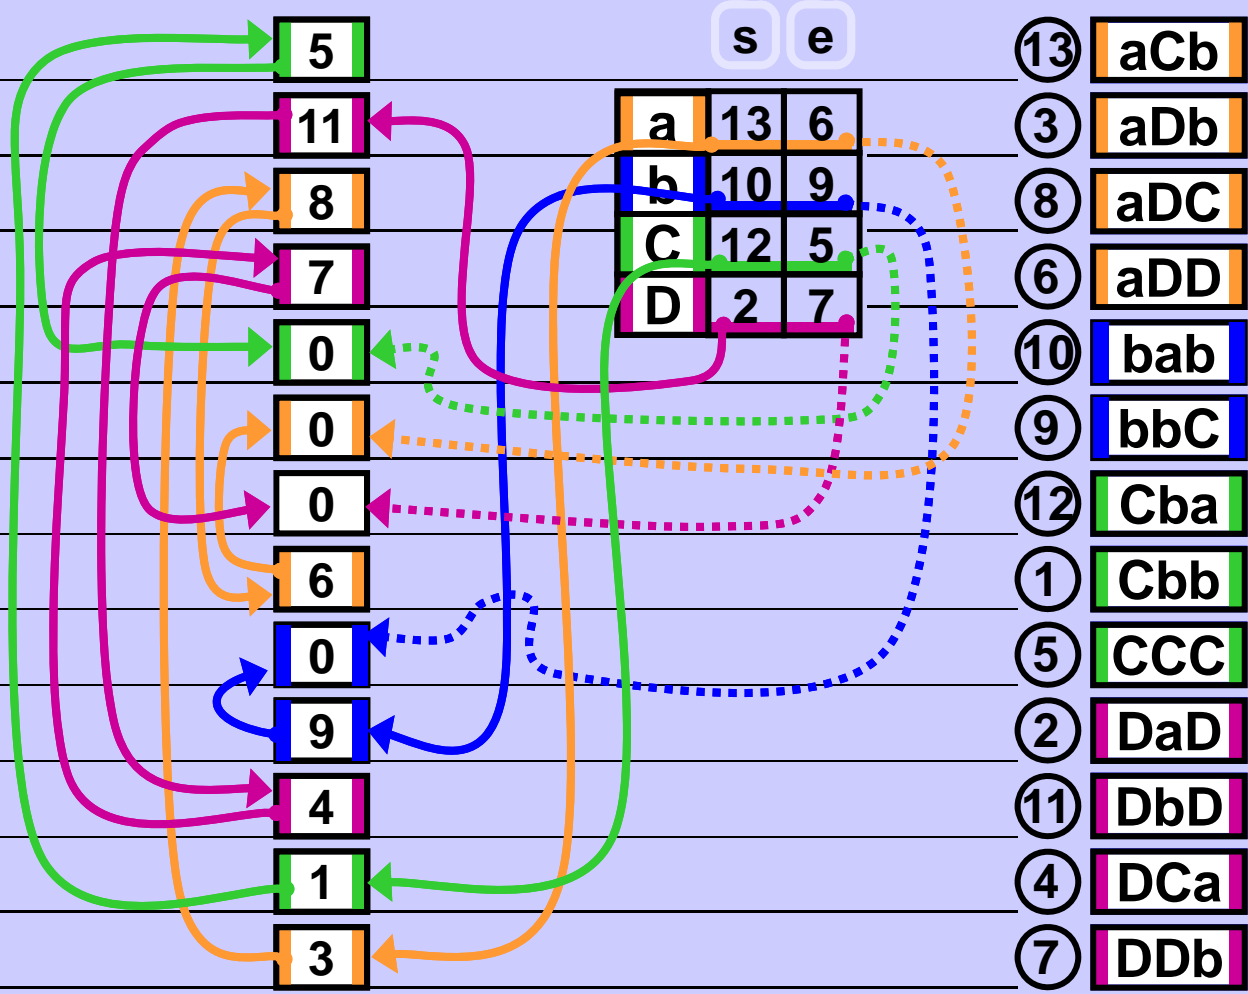 s e
5 13 aCb
11 a 13 6 3 aDb
8 b 10 9 8 aDC
7 C 12 5 6 aDD
D 2 7
0 10 bab
0 9 bbC
0 12 Cba
6 1 Cbb
0 5 CCC
9 2 DaD
4 11 DbD
1 4 DCa
3 7 DDb